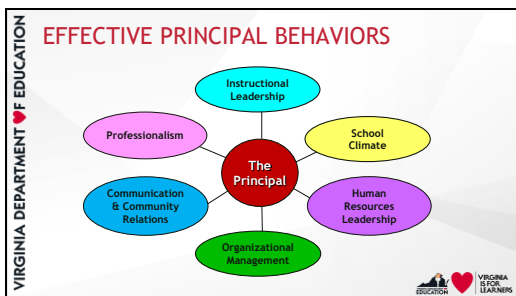 EFFECTIVE PRINCIPAL BEHAVIORS
VIRGINIA DEPARTMENT OF EDUCATION
Instructional
Leadership
Professionalism
School
Climate
The
Principal
Communication
& Community
Relations
Human
Resources
Leadership
Organizational
Management
EDUCATION
VIRGINIA
IS FOR
LEARNERS